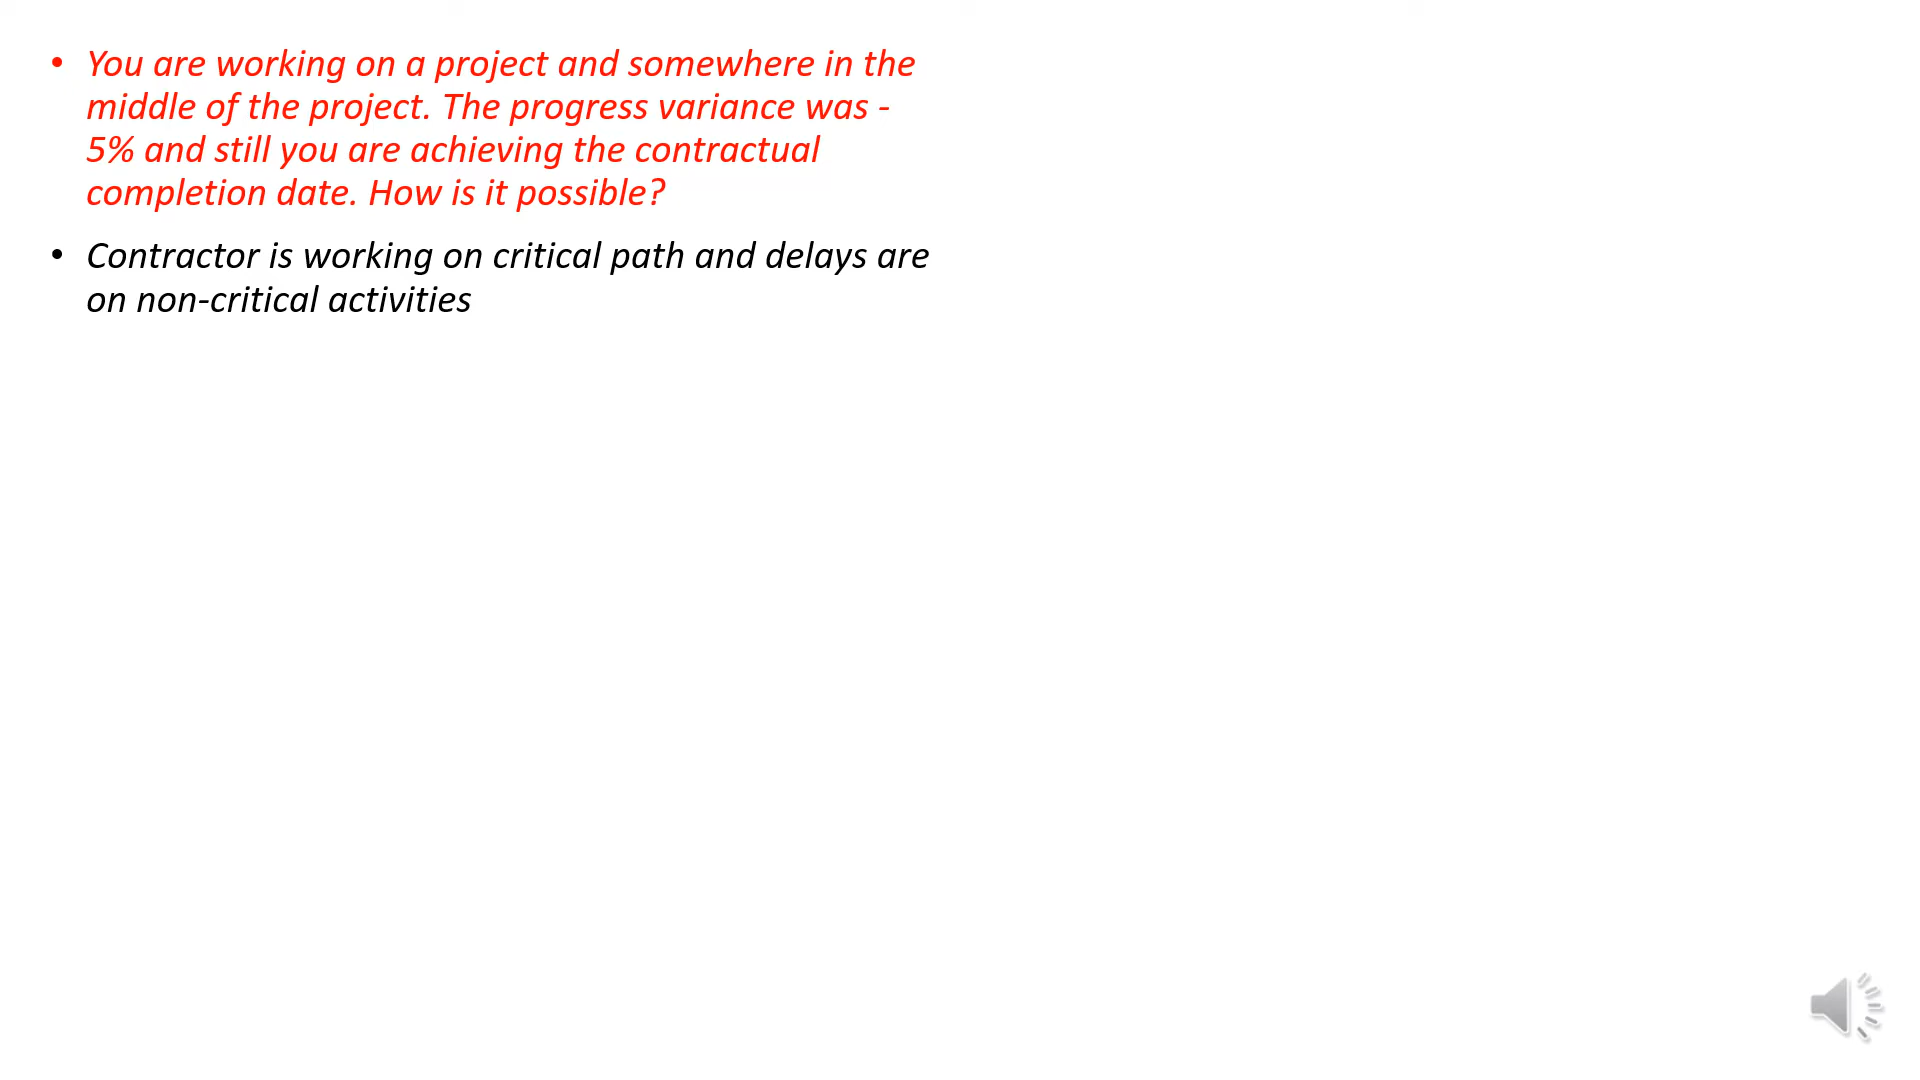 • You are working on a project and somewhere in the
middle of the project. The progress variance was -
5% and still you are achieving the contractual
completion date. How is it possible?
• Contractor is working on critical path and delays are
on non-critical activities